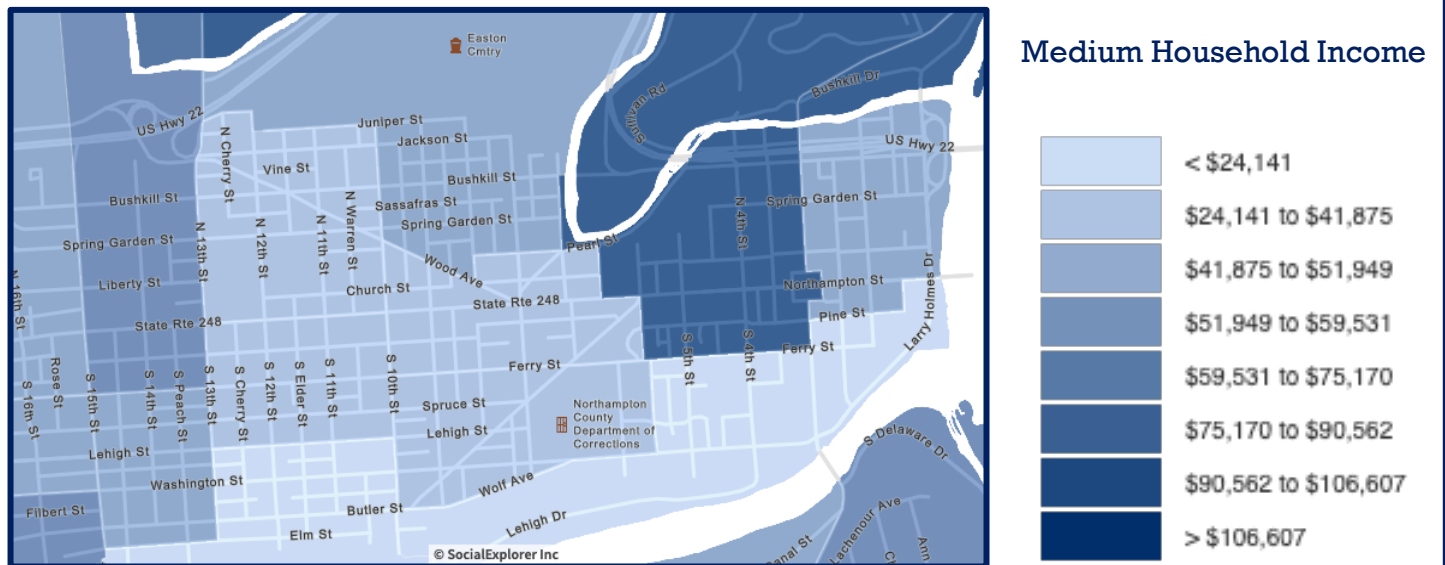 Medium Household Income
< $24,141
$24,141 to $41,875
$41,875 to $51,949
$51,949 to $59,531
$59,531 to $75,170
$75,170 to $90,562
$90,562 to $106,607
> $106,607
Easton
Cmtry
US Hwy 22
Juniper St
Jackson St
Sullivan Rd
Bushkill Dr
US Hwy 22
N Cherry St
Vine St
Bushkill St
Bushkill St
Sassafras St
Spring Garden St
Spring Garden St
Spring Garden St
N 13th St
N 12th St
N 11th St
N Warren St
N 4th St
Pearl St
Wood Ave
Liberty St
Church St
N 16th St
State Rte 248
State Rte 248
Northampton St
Pine St
Larry Holmes Dr
Ferry St
Ferry St
S 5th St
S 4th St
Rose St
S 16th St
S 15th St
S 14th St
S Peach St
S 13th St
S Cherry St
S 12th St
S Elder St
S 11th St
S 10th St
Spruce St
Lehigh St
Northampton
County
Department of
Corrections
Lehigh St
Washington St
Wolf Ave
Filbert St
Butler St
Elm St
Lehigh Dr
S Delaware Dr
Lachenour Ave
anal St
Ann
© SocialExplorer Inc